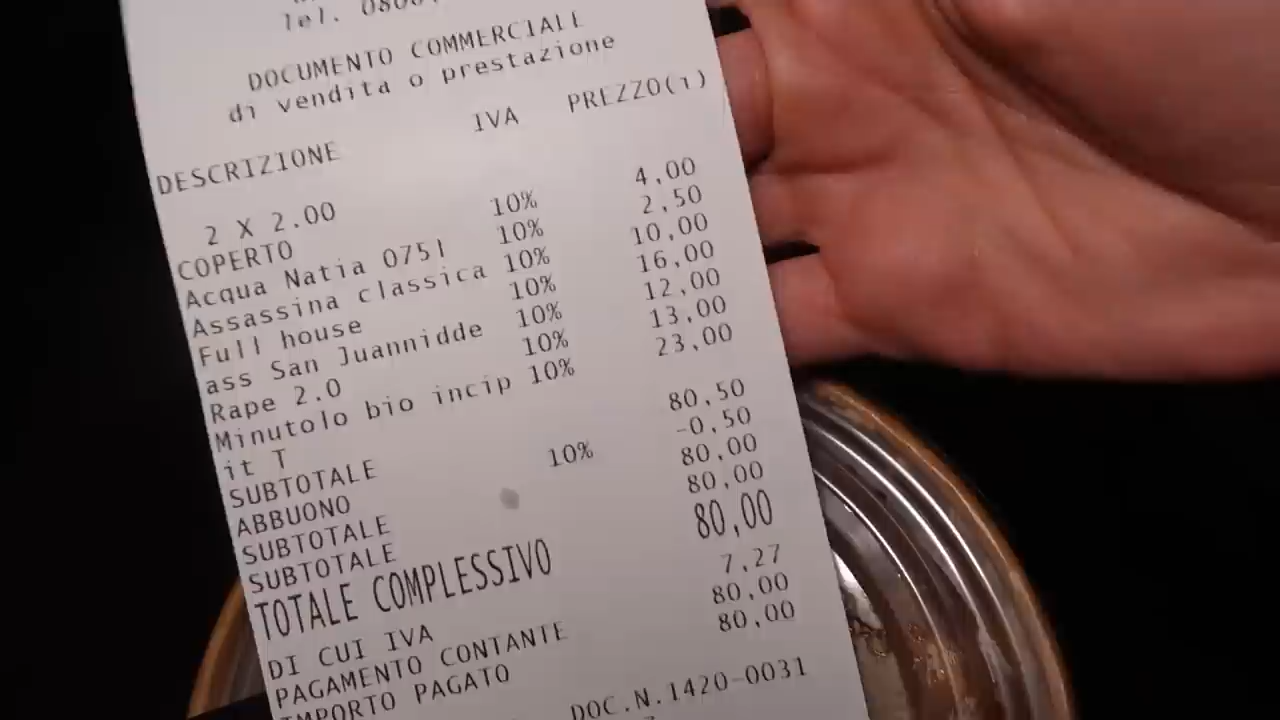 Tel. 0806
DOCUMENTO COMMERCIALE
di vendita o prestazione
DESCRIZIONE IVA PREZZO(1)
2 X 2.00
COPERTO 10% 4,00
Acqua Natia 075l 10% 2,50
Assassina classica 10% 10,00
Full house 10% 16,00
ass San Juannidde 10% 12,00
Rape 2.0 10% 13,00
Minutolo bio incip 10% 23,00
it T
SUBTOTALE 80,50
ABBUONO 10% -0,50
SUBTOTALE 80,00
SUBTOTALE 80,00
TOTALE COMPLESSIVO 80,00
DI CUI IVA 7,27
PAGAMENTO CONTANTE 80,00
IMPORTO PAGATO 80,00
DOC.N.1420-0031